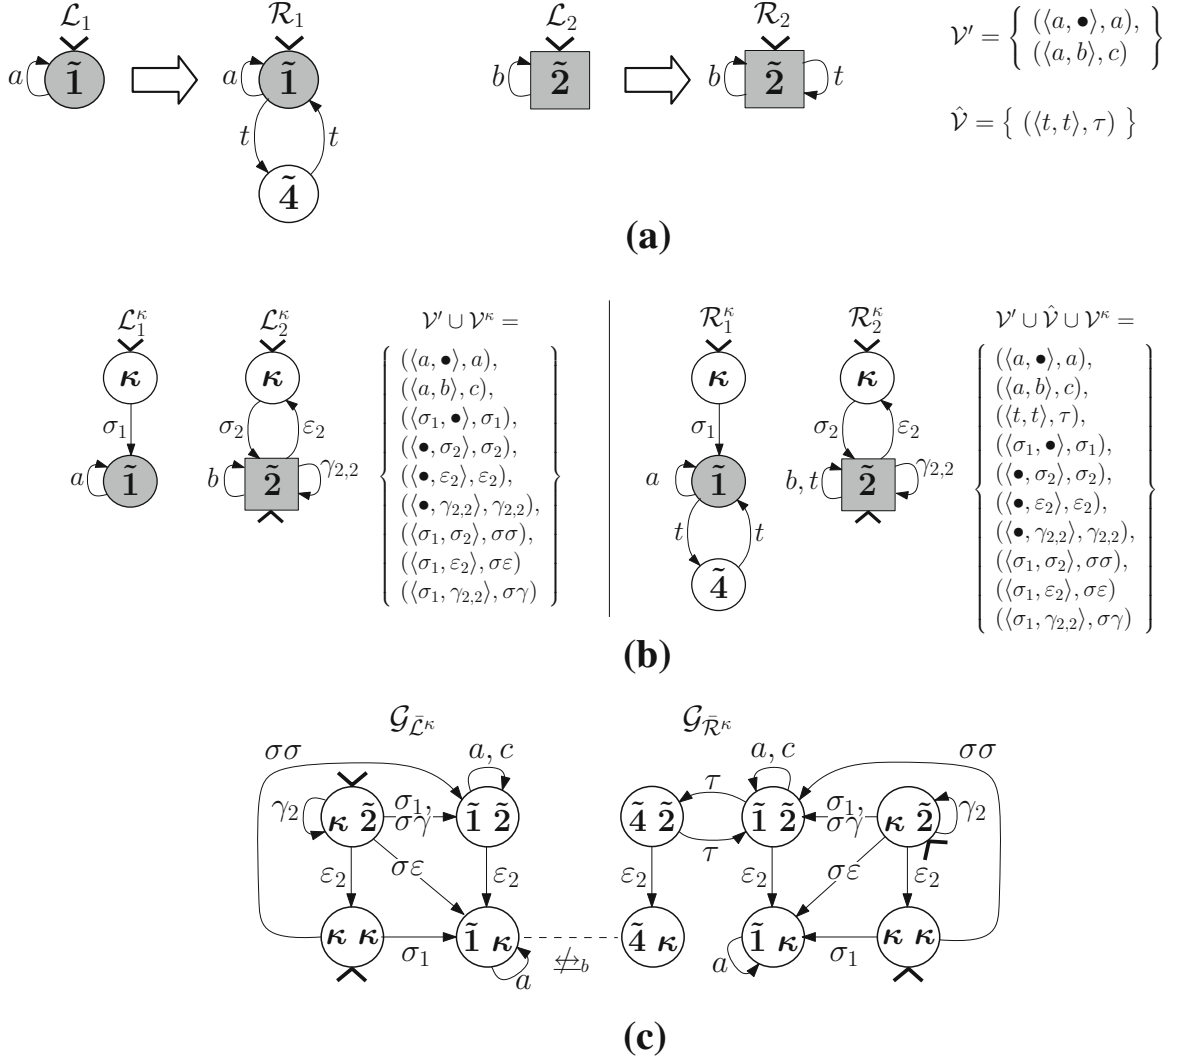 𝓛₁ 𝓡₁ 𝓛₂ 𝓡₂ 𝒱′ = { (⟨a, •⟩, a),
(⟨a, b⟩, c) }
a 1̃ a 1̃ b 2̃ b 2̃ t
𝒱̂ = { (⟨t, t⟩, τ) }
t t
4̃
(a)
𝓛₁^κ 𝓛₂^κ 𝒱′ ∪ 𝒱^κ =
κ κ
σ₁ σ₂ ε₂
a 1̃ b 2̃ γ₂,₂
(⟨a, •⟩, a),
(⟨a, b⟩, c),
(⟨σ₁, •⟩, σ₁),
(⟨•, σ₂⟩, σ₂),
(⟨•, ε₂⟩, ε₂),
(⟨•, γ₂,₂⟩, γ₂,₂),
(⟨σ₁, σ₂⟩, σσ),
(⟨σ₁, ε₂⟩, σε)
(⟨σ₁, γ₂,₂⟩, σγ)
𝓡₁^κ 𝓡₂^κ 𝒱′ ∪ 𝒱̂ ∪ 𝒱^κ =
κ κ
σ₁ σ₂ ε₂
a 1̃ b, t 2̃ γ₂,₂
t t
4̃
(⟨a, •⟩, a),
(⟨a, b⟩, c),
(⟨t, t⟩, τ),
(⟨σ₁, •⟩, σ₁),
(⟨•, σ₂⟩, σ₂),
(⟨•, ε₂⟩, ε₂),
(⟨•, γ₂,₂⟩, γ₂,₂),
(⟨σ₁, σ₂⟩, σσ),
(⟨σ₁, ε₂⟩, σε)
(⟨σ₁, γ₂,₂⟩, σγ)
(b)
𝒢_𝓛̄^κ 𝒢_𝓡̄^κ
σσ a, c a, c σσ
τ
γ₂ κ 2̃ σ₁, σγ 1̃ 2̃ 4̃ 2̃ 1̃ 2̃ σ₁, σγ κ 2̃ γ₂
τ
ε₂ σε ε₂ ε₂ ε₂ σε ε₂
κ κ σ₁ 1̃ κ a ↮̸_b 4̃ κ a 1̃ κ σ₁ κ κ
(c)